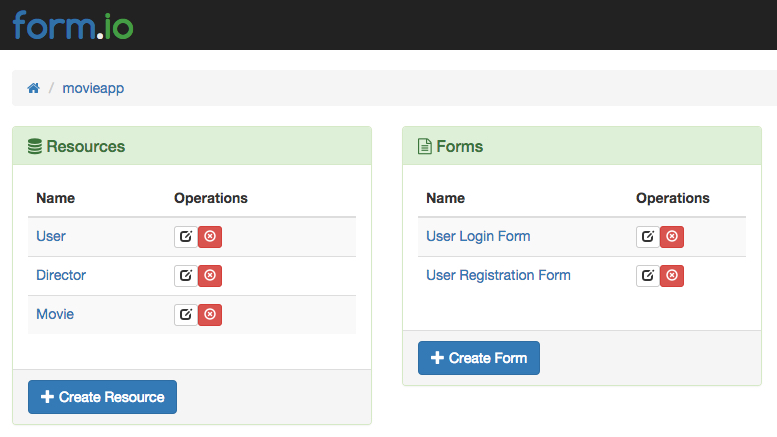 form.io
/ movieapp
Resources
Name Operations
User
Director
Movie
+ Create Resource
Forms
Name Operations
User Login Form
User Registration Form
+ Create Form